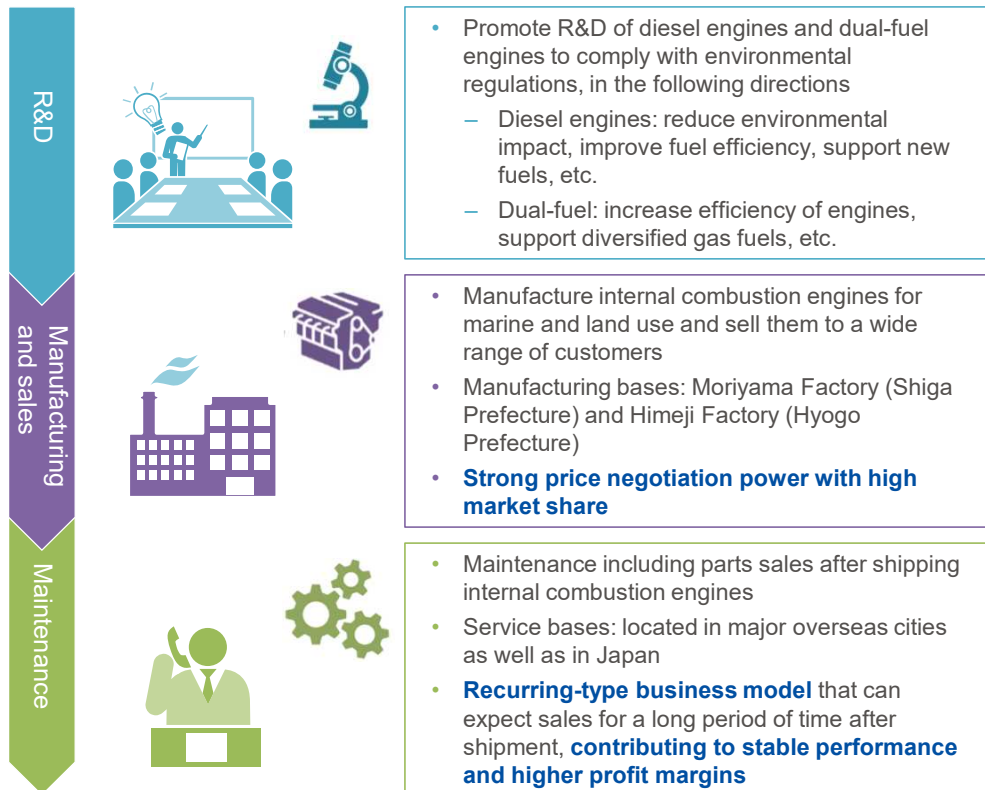 R&D
• Promote R&D of diesel engines and dual-fuel
engines to comply with environmental
regulations, in the following directions
– Diesel engines: reduce environmental
impact, improve fuel efficiency, support new
fuels, etc.
– Dual-fuel: increase efficiency of engines,
support diversified gas fuels, etc.
Manufacturing
and sales
• Manufacture internal combustion engines for
marine and land use and sell them to a wide
range of customers
• Manufacturing bases: Moriyama Factory (Shiga
Prefecture) and Himeji Factory (Hyogo
Prefecture)
• Strong price negotiation power with high
market share
Maintenance
• Maintenance including parts sales after shipping
internal combustion engines
• Service bases: located in major overseas cities
as well as in Japan
• Recurring-type business model that can
expect sales for a long period of time after
shipment, contributing to stable performance
and higher profit margins